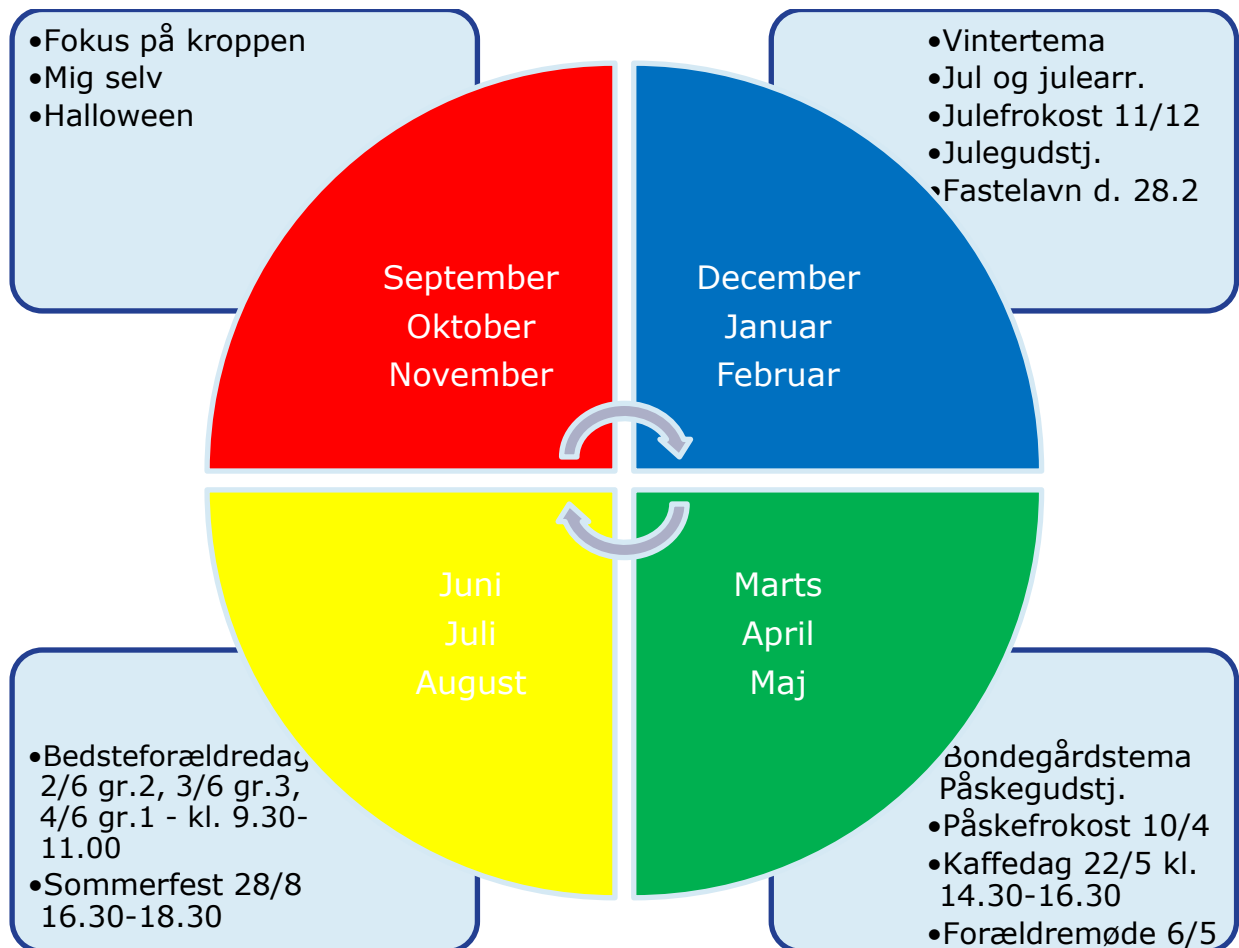 •Fokus på kroppen
•Mig selv
•Halloween
•Vintertema
•Jul og julearr.
•Julefrokost 11/12
•Julegudstj.
•Fastelavn d. 28.2
September
Oktober
November
December
Januar
Februar
Juni
Juli
August
Marts
April
Maj
•Bedsteforældredag
2/6 gr.2, 3/6 gr.3,
4/6 gr.1 - kl. 9.30-
11.00
•Sommerfest 28/8
16.30-18.30
Bondegårdstema
Påskegudstj.
•Påskefrokost 10/4
•Kaffedag 22/5 kl.
14.30-16.30
•Forældremøde 6/5